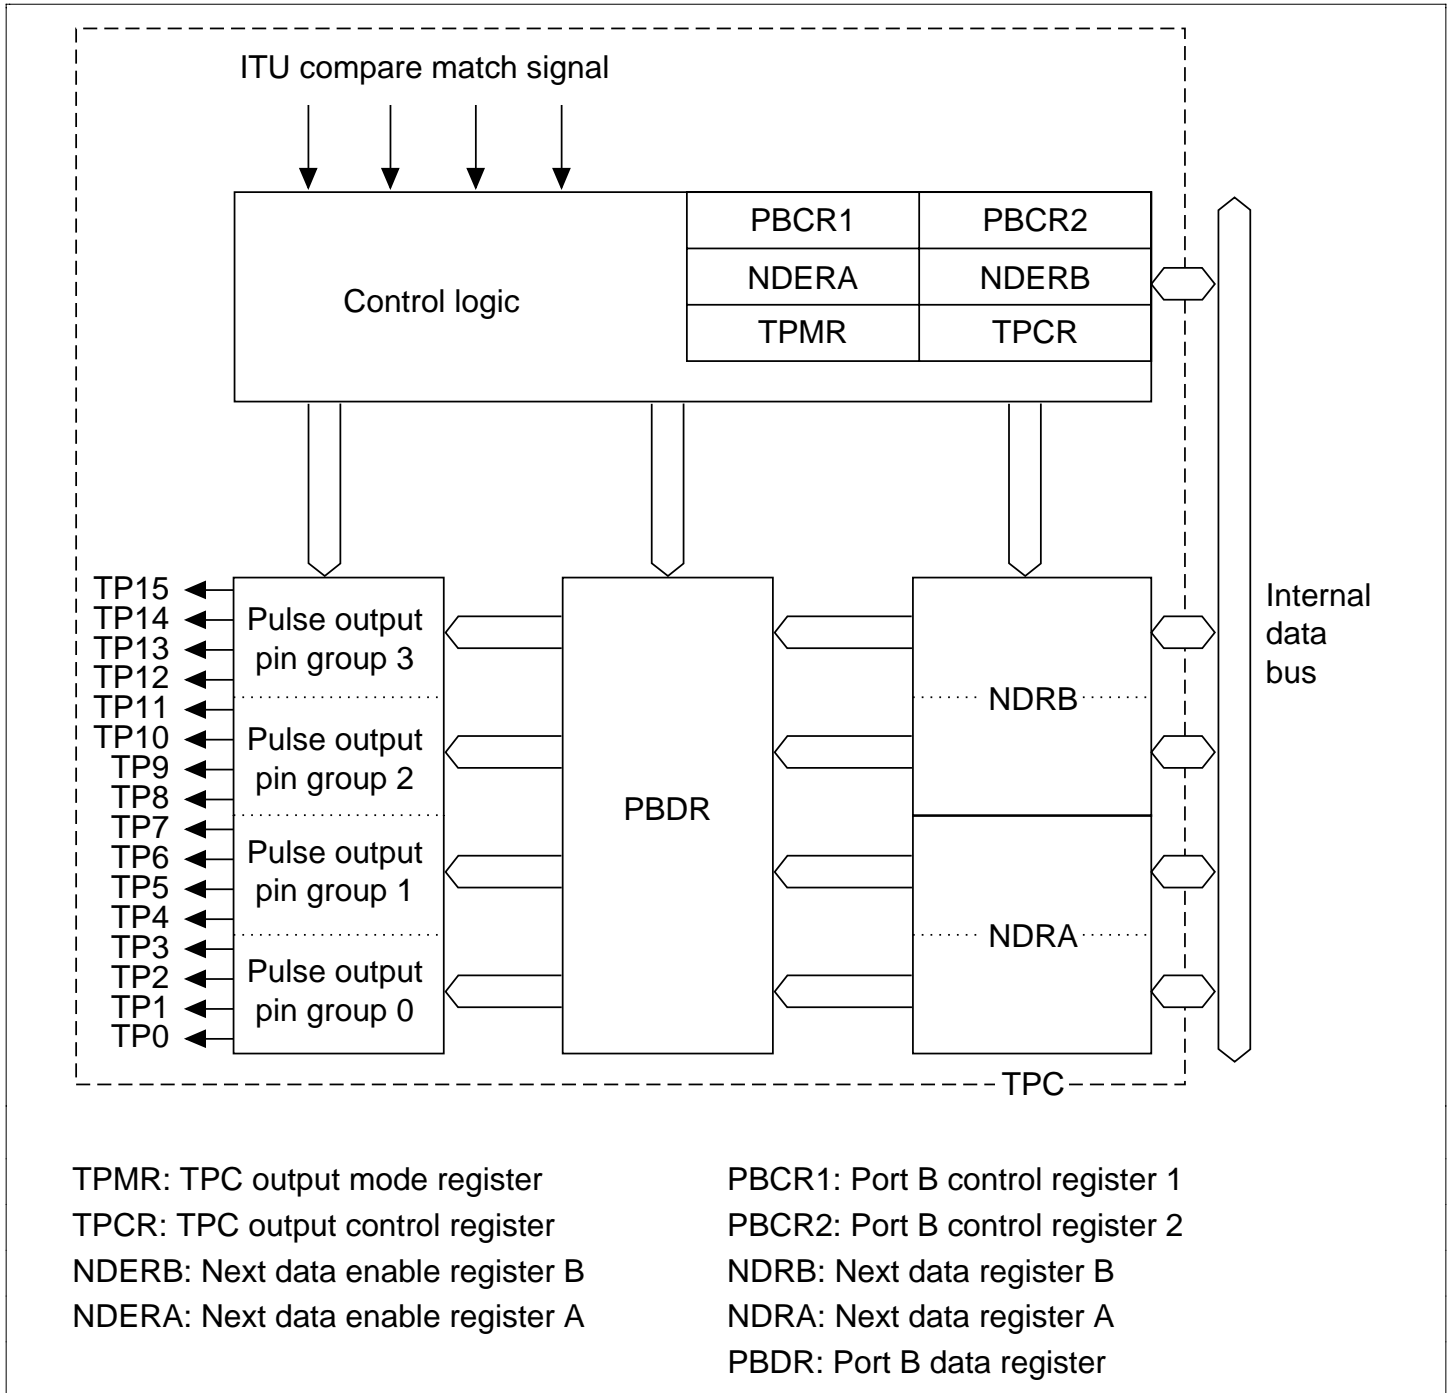 ITU compare match signal
PBCR1 PBCR2
Control logic
NDERA NDERB
TPMR TPCR
TP15
TP14
TP13
TP12
TP11
TP10
TP9
TP8
TP7
TP6
TP5
TP4
TP3
TP2
TP1
TP0
Pulse output
pin group 3
Pulse output
pin group 2
Pulse output
pin group 1
Pulse output
pin group 0
PBDR
NDRB
NDRA
Internal
data
bus
TPC
TPMR: TPC output mode register
TPCR: TPC output control register
NDERB: Next data enable register B
NDERA: Next data enable register A
PBCR1: Port B control register 1
PBCR2: Port B control register 2
NDRB: Next data register B
NDRA: Next data register A
PBDR: Port B data register